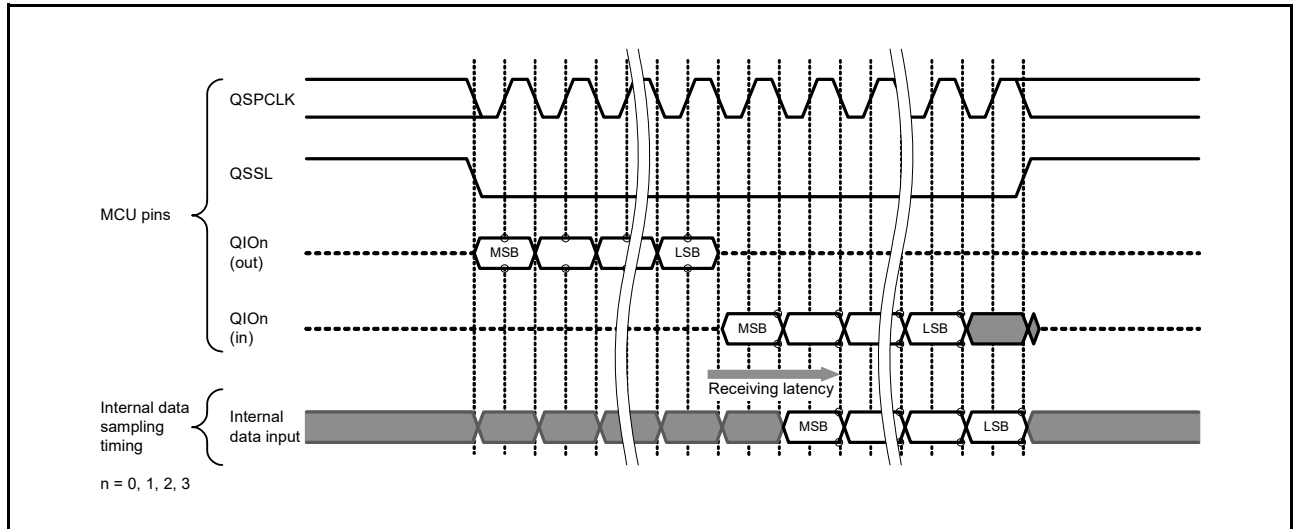 QSPCLK
QSSL
MCU pins
QIOn
(out)
MSB
LSB
QIOn
(in)
MSB
LSB
Receiving latency
Internal data
sampling
timing
Internal
data input
MSB
LSB
n = 0, 1, 2, 3